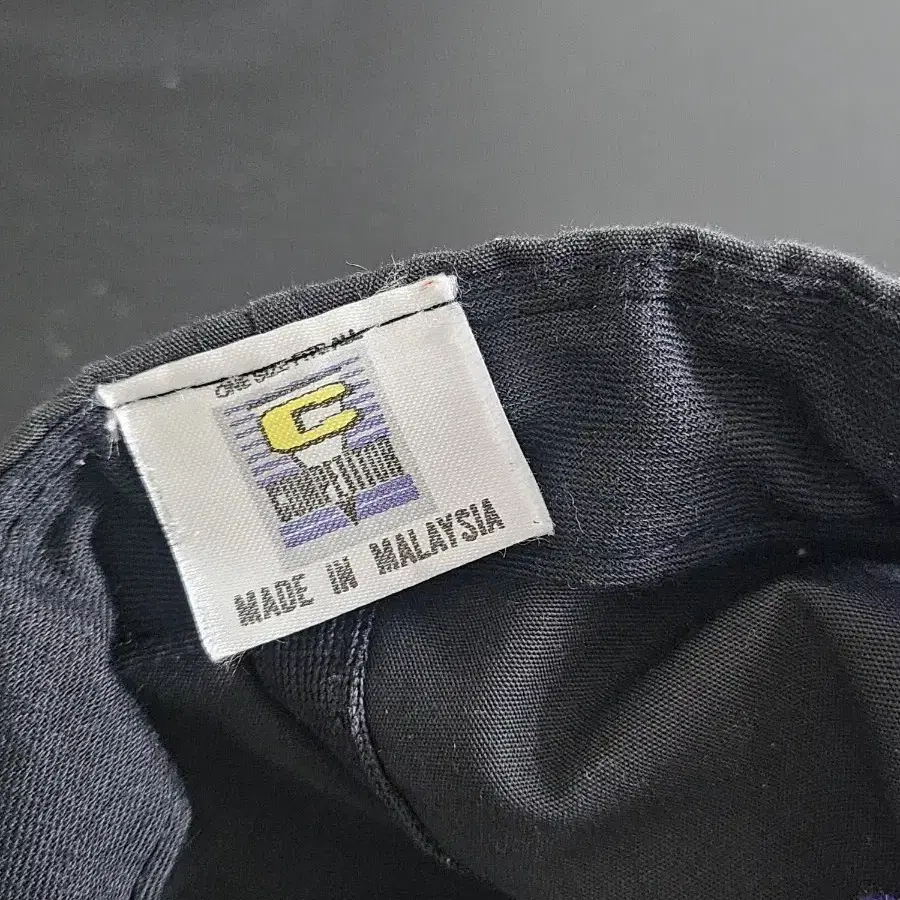 ONE SIZE FITS ALL
C
COMPETITION
MADE IN MALAYSIA